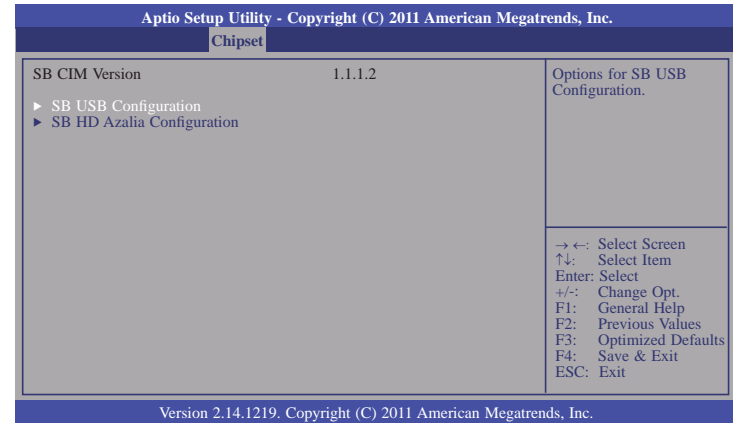 Aptio Setup Utility - Copyright (C) 2011 American Megatrends, Inc.
Chipset
SB CIM Version 1.1.1.2
► SB USB Configuration
► SB HD Azalia Configuration
Options for SB USB
Configuration.
→←: Select Screen
↑↓: Select Item
Enter: Select
+/-: Change Opt.
F1: General Help
F2: Previous Values
F3: Optimized Defaults
F4: Save & Exit
ESC: Exit
Version 2.14.1219. Copyright (C) 2011 American Megatrends, Inc.